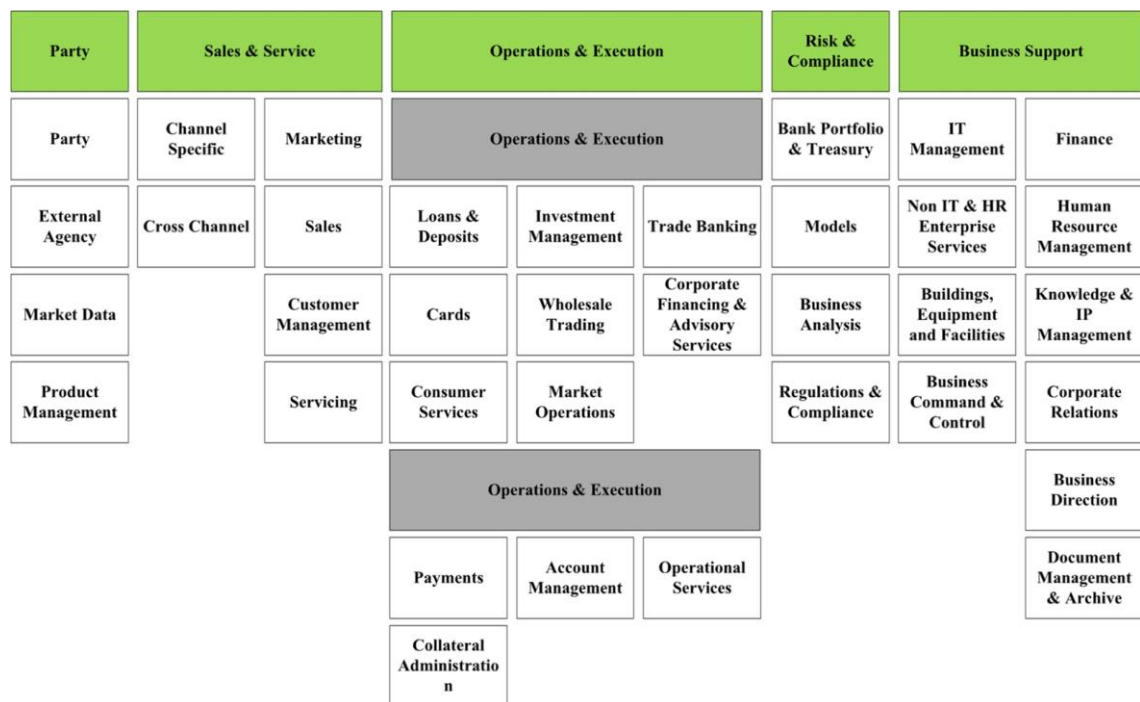 Party
Sales & Service
Operations & Execution
Risk &
Compliance
Business Support
Party
Channel
Specific
Marketing
Operations & Execution
Bank Portfolio
& Treasury
IT
Management
Finance
External
Agency
Cross Channel
Sales
Loans &
Deposits
Investment
Management
Trade Banking
Models
Non IT & HR
Enterprise
Services
Human
Resource
Management
Market Data
Customer
Management
Cards
Wholesale
Trading
Corporate
Financing &
Advisory
Services
Business
Analysis
Buildings,
Equipment
and Facilities
Knowledge &
IP
Management
Product
Management
Servicing
Consumer
Services
Market
Operations
Regulations &
Compliance
Business
Command &
Control
Corporate
Relations
Operations & Execution
Business
Direction
Payments
Account
Management
Operational
Services
Document
Management
& Archive
Collateral
Administratio
n